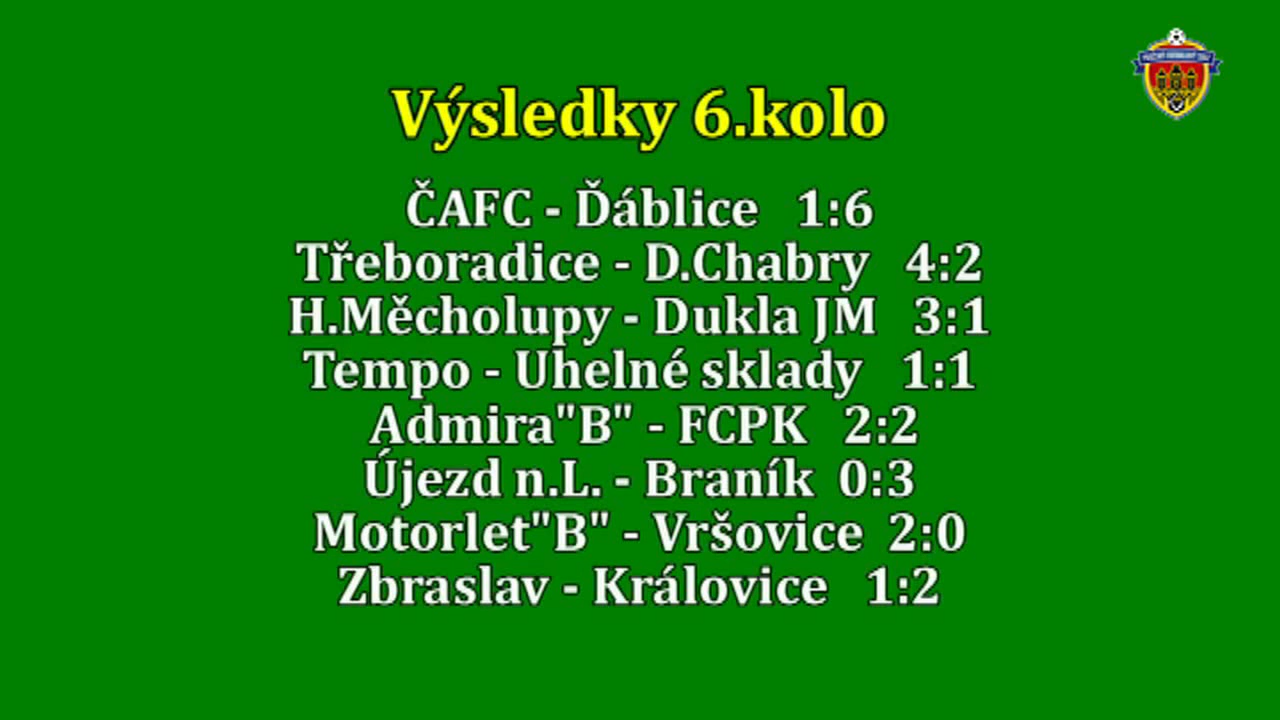 Výsledky 6.kolo
ČAFC - Ďáblice 1:6
Třeboradice - D.Chabry 4:2
H.Měcholupy - Dukla JM 3:1
Tempo - Uhelné sklady 1:1
Admira"B" - FCPK 2:2
Újezd n.L. - Braník 0:3
Motorlet"B" - Vršovice 2:0
Zbraslav - Královice 1:2